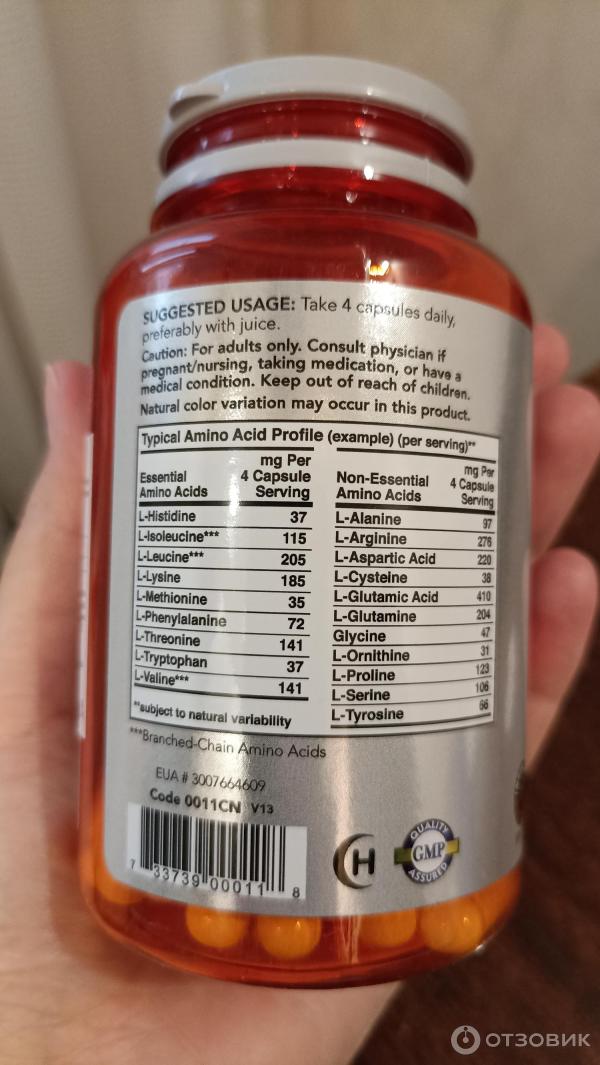 SUGGESTED USAGE: Take 4 capsules daily,
preferably with juice.
Caution: For adults only. Consult physician if
pregnant/nursing, taking medication, or have a
medical condition. Keep out of reach of children.
Natural color variation may occur in this product.
Typical Amino Acid Profile (example) (per serving)**
Essential Amino Acids mg Per 4 Capsule Serving
L-Histidine 37
L-Isoleucine*** 115
L-Leucine*** 205
L-Lysine 185
L-Methionine 35
L-Phenylalanine 72
L-Threonine 141
L-Tryptophan 37
L-Valine*** 141
**subject to natural variability
Non-Essential Amino Acids mg Per 4 Capsule Serving
L-Alanine 97
L-Arginine 276
L-Aspartic Acid 220
L-Cysteine 38
L-Glutamic Acid 410
L-Glutamine 204
Glycine 47
L-Ornithine 31
L-Proline 123
L-Serine 106
L-Tyrosine 66
***Branched-Chain Amino Acids
EUA # 3007664609
Code 0011CN V13
7 33739 00011 8
H
QUALITY
GMP
ASSURED
ОТЗОВИК